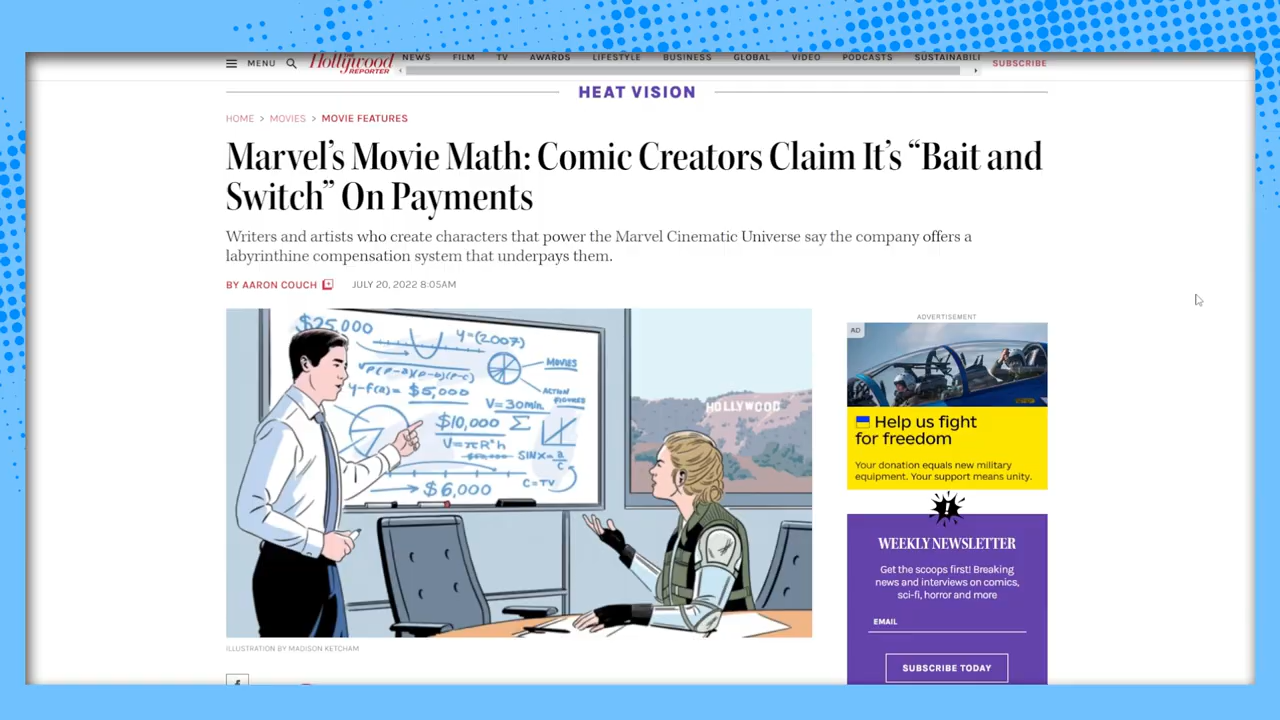 MENU
The Hollywood REPORTER
NEWS FILM TV AWARDS LIFESTYLE BUSINESS GLOBAL VIDEO PODCASTS SUSTAINABILI
SUBSCRIBE
HEAT VISION
HOME > MOVIES > MOVIE FEATURES
Marvel's Movie Math: Comic Creators Claim It's “Bait and
Switch” On Payments
Writers and artists who create characters that power the Marvel Cinematic Universe say the company offers a
labyrinthine compensation system that underpays them.
BY AARON COUCH
JULY 20, 2022 8:05AM
$25,000
y=(2007)
MOVIES
√p(p-a)(p-b)(p-c)
y-f(a)= $5,000
ACTION
FIGURES
V=30min.
$10,000
Σ
V=πR²h
SINX=a/c
C=TV
$6,000
HOLLYWOOD
ILLUSTRATION BY MADISON KETCHAM
ADVERTISEMENT
AD
Help us fight
for freedom
Your donation equals new military
equipment. Your support means unity.
!
WEEKLY NEWSLETTER
Get the scoops first! Breaking
news and interviews on comics,
sci-fi, horror and more
EMAIL
SUBSCRIBE TODAY